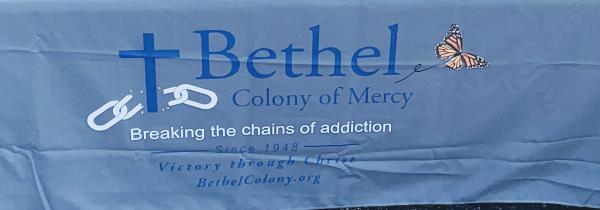 Bethel
Colony of Mercy
Breaking the chains of addiction
Since 1948
Victory through Christ
BethelColony.org